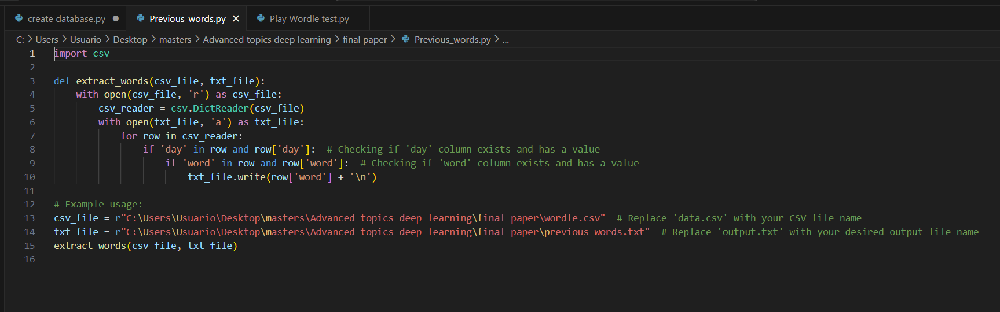 create database.py
Previous_words.py
Play Wordle test.py
C: > Users > Usuario > Desktop > masters > Advanced topics deep learning > final paper > Previous_words.py > ...
1 import csv
2
3 def extract_words(csv_file, txt_file):
4     with open(csv_file, 'r') as csv_file:
5         csv_reader = csv.DictReader(csv_file)
6         with open(txt_file, 'a') as txt_file:
7             for row in csv_reader:
8                 if 'day' in row and row['day']:  # Checking if 'day' column exists and has a value
9                     if 'word' in row and row['word']:  # Checking if 'word' column exists and has a value
10                         txt_file.write(row['word'] + '\n')
11
12 # Example usage:
13 csv_file = r"C:\Users\Usuario\Desktop\masters\Advanced topics deep learning\final paper\wordle.csv"  # Replace 'data.csv' with your CSV file name
14 txt_file = r"C:\Users\Usuario\Desktop\masters\Advanced topics deep learning\final paper\previous_words.txt"  # Replace 'output.txt' with your desired output file name
15 extract_words(csv_file, txt_file)
16